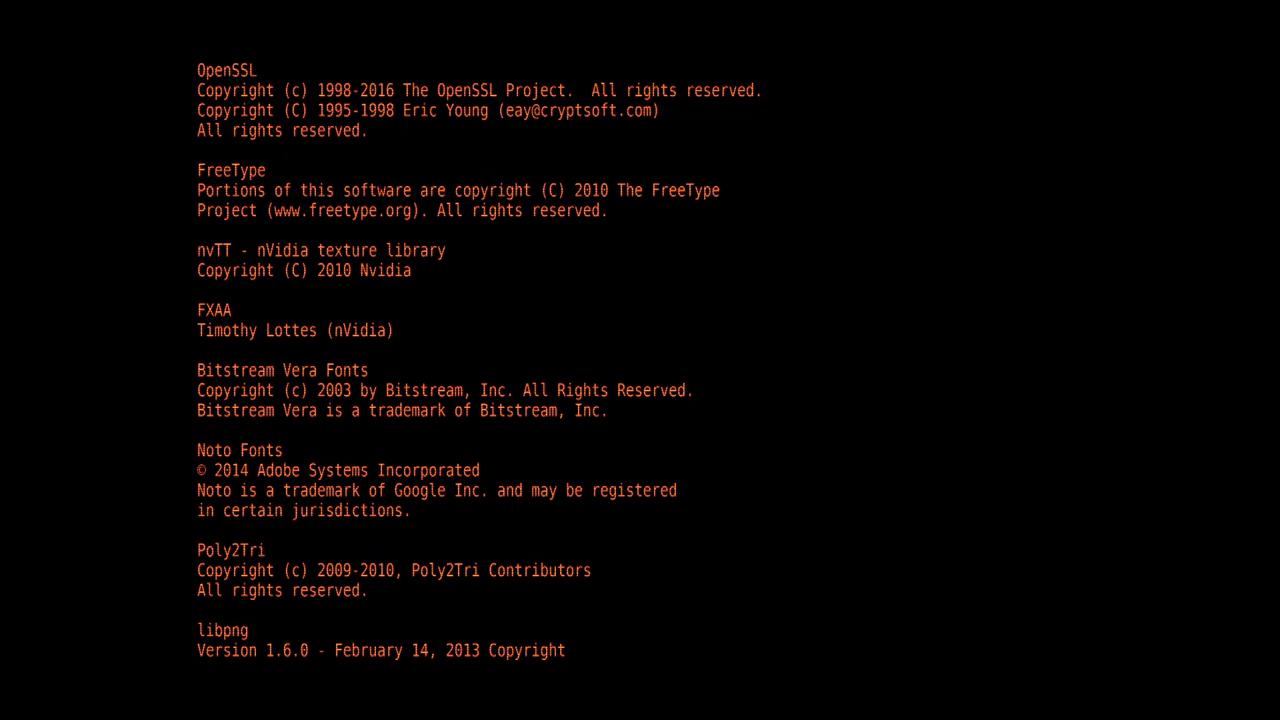 OpenSSL
Copyright (c) 1998-2016 The OpenSSL Project.  All rights reserved.
Copyright (C) 1995-1998 Eric Young (eay@cryptsoft.com)
All rights reserved.
FreeType
Portions of this software are copyright (C) 2010 The FreeType
Project (www.freetype.org). All rights reserved.
nvTT - nVidia texture library
Copyright (C) 2010 Nvidia
FXAA
Timothy Lottes (nVidia)
Bitstream Vera Fonts
Copyright (c) 2003 by Bitstream, Inc. All Rights Reserved.
Bitstream Vera is a trademark of Bitstream, Inc.
Noto Fonts
© 2014 Adobe Systems Incorporated
Noto is a trademark of Google Inc. and may be registered
in certain jurisdictions.
Poly2Tri
Copyright (c) 2009-2010, Poly2Tri Contributors
All rights reserved.
libpng
Version 1.6.0 - February 14, 2013 Copyright